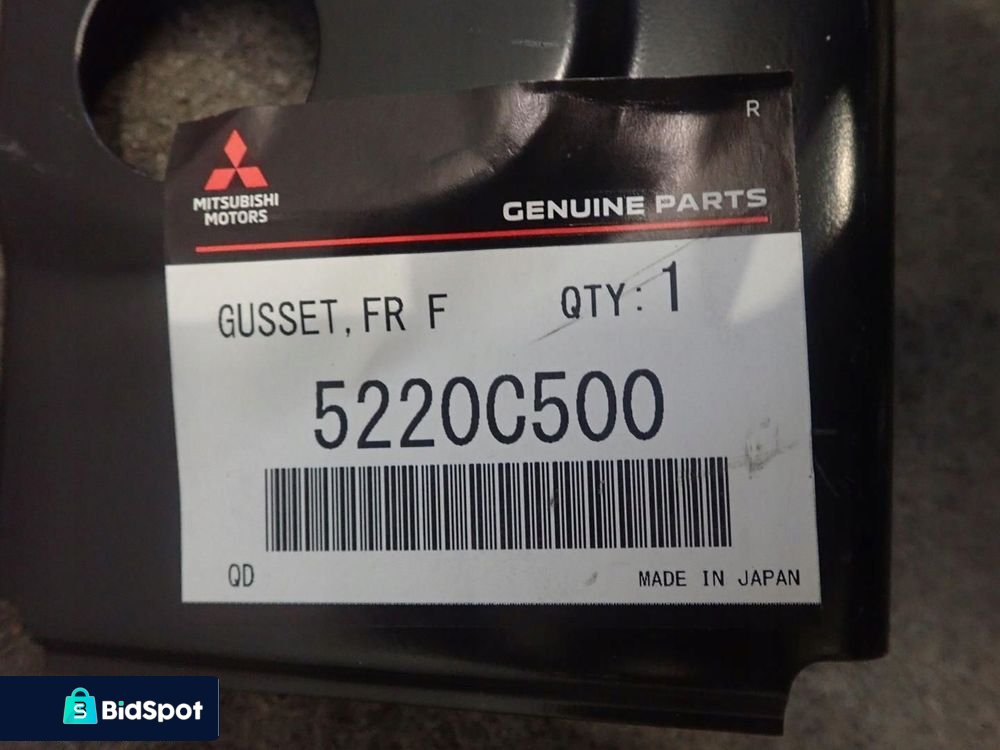 R
MITSUBISHI
MOTORS
GENUINE PARTS
GUSSET, FR F
QTY: 1
5220C500
QD
MADE IN JAPAN
S
BidSpot